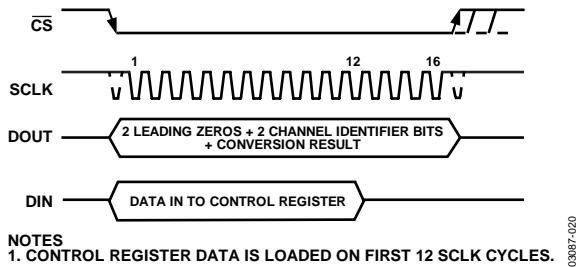 CS
1 12 16
SCLK
DOUT
2 LEADING ZEROS + 2 CHANNEL IDENTIFIER BITS
+ CONVERSION RESULT
DIN
DATA IN TO CONTROL REGISTER
NOTES
1. CONTROL REGISTER DATA IS LOADED ON FIRST 12 SCLK CYCLES.
03087-020